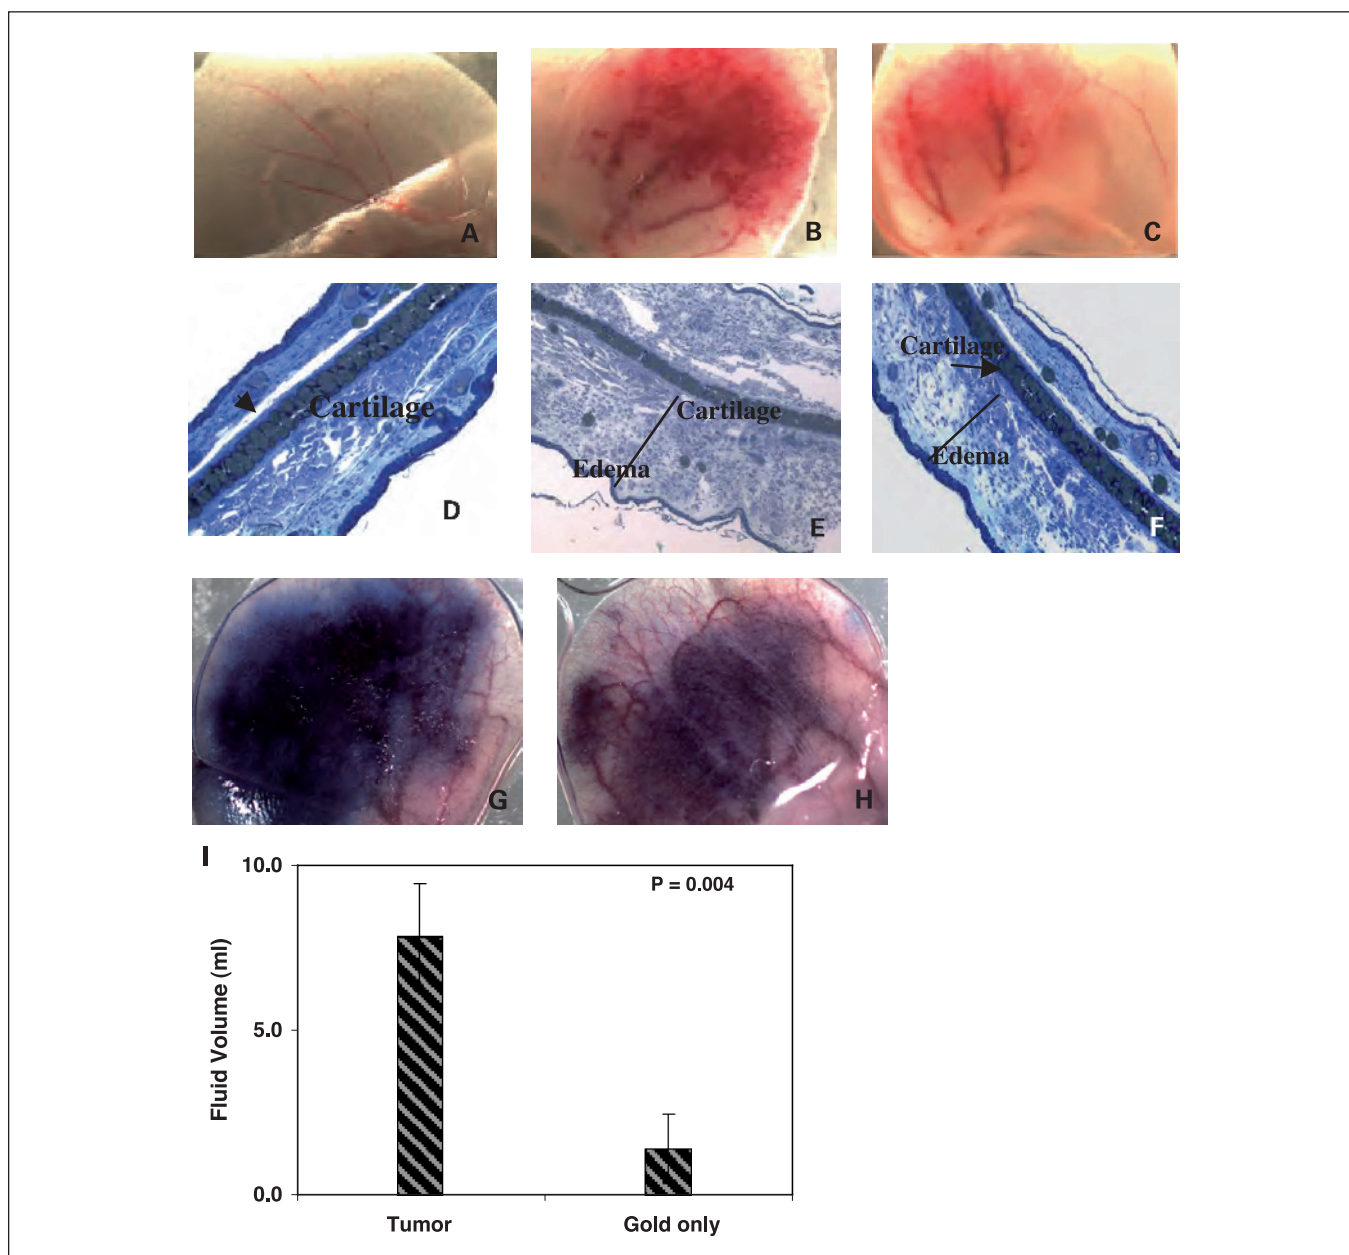 A
B
C
Cartilage
D
Cartilage
Edema
E
Cartilage
Edema
F
G
H
I
10.0
P = 0.004
5.0
0.0
Fluid Volume (ml)
Tumor
Gold only